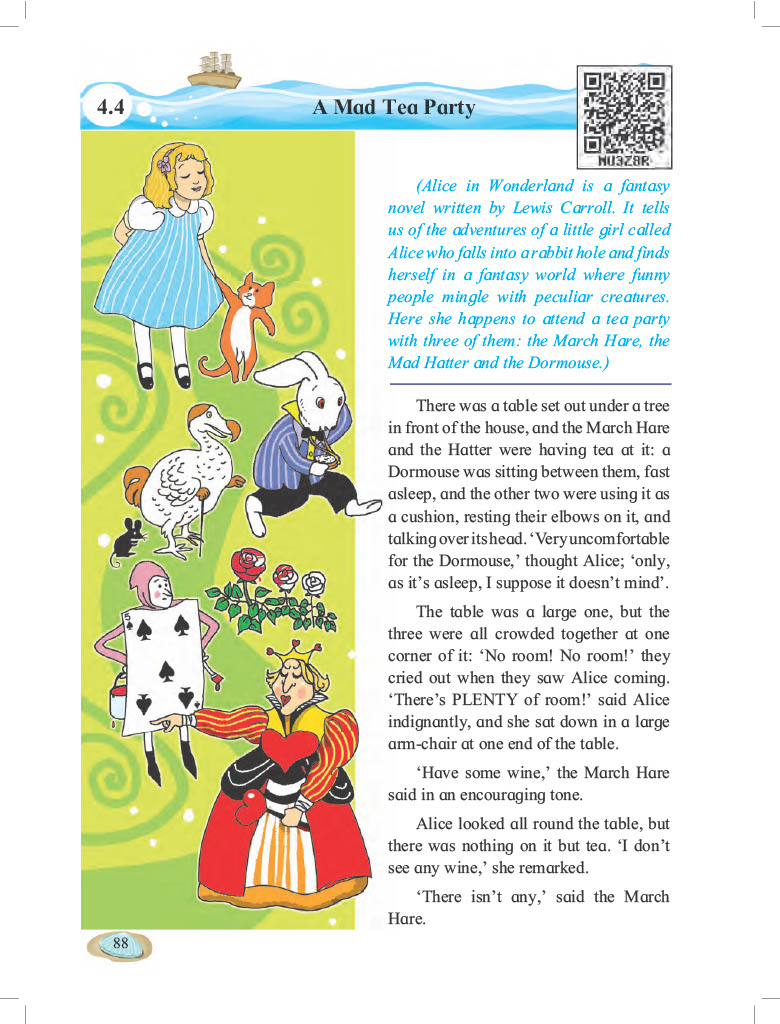 4.4
A Mad Tea Party
NU3Z8R
(Alice in Wonderland is a fantasy
novel written by Lewis Carroll. It tells
us of the adventures of a little girl called
Alice who falls into a rabbit hole and finds
herself in a fantasy world where funny
people mingle with peculiar creatures.
Here she happens to attend a tea party
with three of them: the March Hare, the
Mad Hatter and the Dormouse.)
There was a table set out under a tree
in front of the house, and the March Hare
and the Hatter were having tea at it: a
Dormouse was sitting between them, fast
asleep, and the other two were using it as
a cushion, resting their elbows on it, and
talking over its head. ‘Very uncomfortable
for the Dormouse,’ thought Alice; ‘only,
as it’s asleep, I suppose it doesn’t mind’.
The table was a large one, but the
three were all crowded together at one
corner of it: ‘No room! No room!’ they
cried out when they saw Alice coming.
‘There’s PLENTY of room!’ said Alice
indignantly, and she sat down in a large
arm-chair at one end of the table.
‘Have some wine,’ the March Hare
said in an encouraging tone.
Alice looked all round the table, but
there was nothing on it but tea. ‘I don’t
see any wine,’ she remarked.
‘There isn’t any,’ said the March
Hare.
5
88